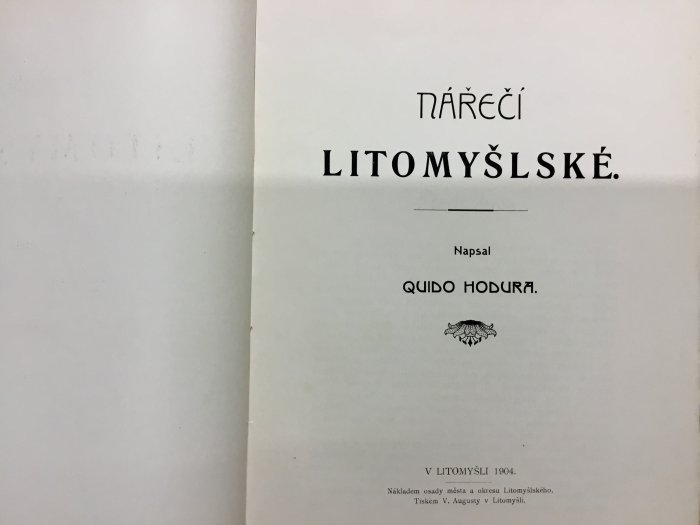 NÁŘEČÍ
LITOMYŠLSKÉ.
Napsal
QUIDO HODURA.
V LITOMYŠLI 1904.
Nákladem osady města a okresu Litomyšlského.
Tiskem V. Augusty v Litomyšli.